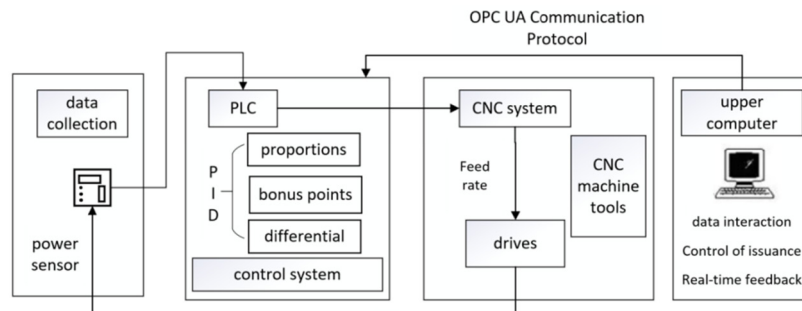 OPC UA Communication
Protocol
data
collection
power
sensor
PLC
P
I
D
proportions
bonus points
differential
control system
CNC system
Feed
rate
drives
CNC
machine
tools
upper
computer
data interaction
Control of issuance
Real-time feedback